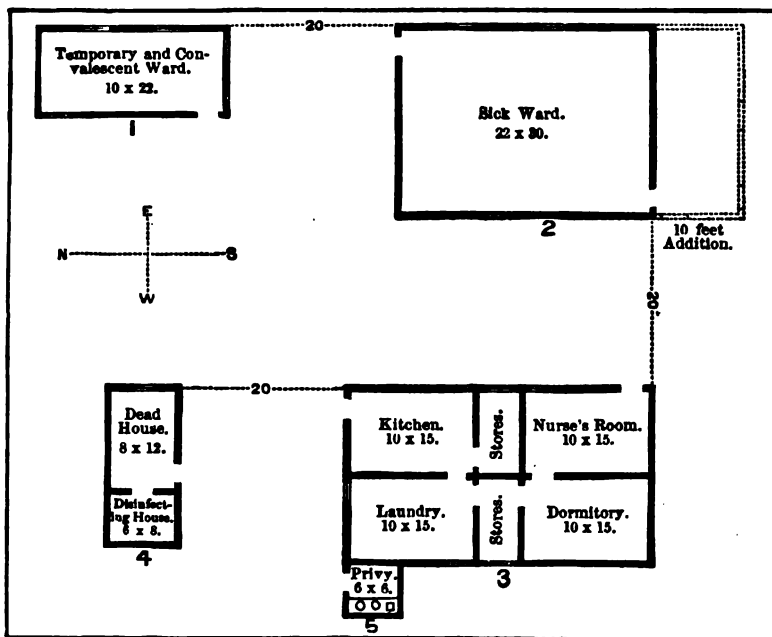 20
Temporary and Con-
valescent Ward.
10 x 22.
1
Sick Ward.
22 x 30.
2
10 feet
Addition.
E
N
S
W
20
20
Dead
House.
8 x 12.
Disinfect-
ing House.
6 x 8.
4
Kitchen.
10 x 15.
Stores.
Nurse's Room.
10 x 15.
Laundry.
10 x 15.
Stores.
Dormitory.
10 x 15.
3
Privy.
6 x 6.
5